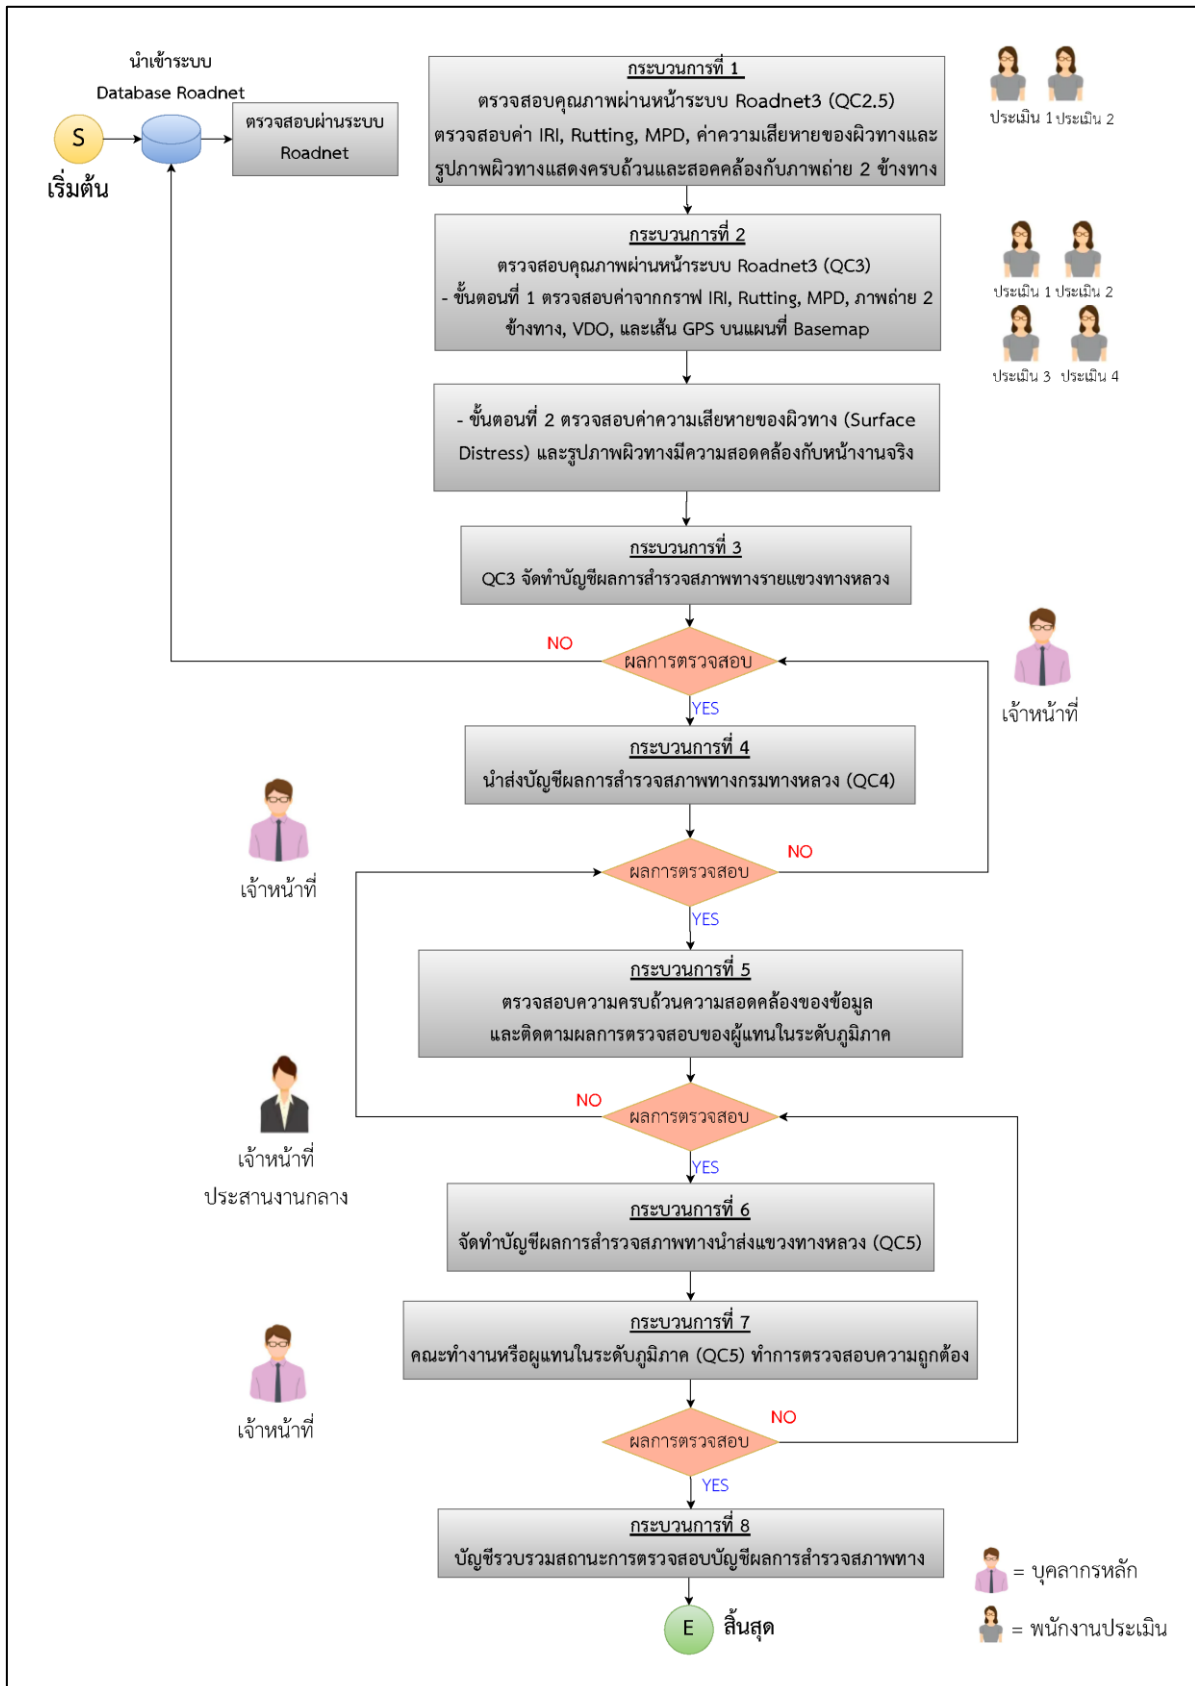 นำเข้าระบบ
Database Roadnet
S
เริ่มต้น
ตรวจสอบผ่านระบบ
Roadnet
กระบวนการที่ 1
ตรวจสอบคุณภาพผ่านหน้าระบบ Roadnet3 (QC2.5)
ตรวจสอบค่า IRI, Rutting, MPD, ค่าความเสียหายของผิวทางและ
รูปภาพผิวทางแสดงครบถ้วนและสอดคล้องกับภาพถ่าย 2 ข้างทาง
ประเมิน 1 ประเมิน 2
กระบวนการที่ 2
ตรวจสอบคุณภาพผ่านหน้าระบบ Roadnet3 (QC3)
- ขั้นตอนที่ 1 ตรวจสอบค่าจากกราฟ IRI, Rutting, MPD, ภาพถ่าย 2
ข้างทาง, VDO, และเส้น GPS บนแผนที่ Basemap
ประเมิน 1 ประเมิน 2
ประเมิน 3 ประเมิน 4
- ขั้นตอนที่ 2 ตรวจสอบค่าความเสียหายของผิวทาง (Surface
Distress) และรูปภาพผิวทางมีความสอดคล้องกับหน้างานจริง
กระบวนการที่ 3
QC3 จัดทำบัญชีผลการสำรวจสภาพทางรายแขวงทางหลวง
NO
ผลการตรวจสอบ
เจ้าหน้าที่
YES
กระบวนการที่ 4
นำส่งบัญชีผลการสำรวจสภาพทางกรมทางหลวง (QC4)
เจ้าหน้าที่
ผลการตรวจสอบ
NO
YES
กระบวนการที่ 5
ตรวจสอบความครบถ้วนความสอดคล้องของข้อมูล
และติดตามผลการตรวจสอบของผู้แทนในระดับภูมิภาค
NO
ผลการตรวจสอบ
เจ้าหน้าที่
ประสานงานกลาง
YES
กระบวนการที่ 6
จัดทำบัญชีผลการสำรวจสภาพทางนำส่งแขวงทางหลวง (QC5)
กระบวนการที่ 7
คณะทำงานหรือผูแทนในระดับภูมิภาค (QC5) ทำการตรวจสอบความถูกต้อง
เจ้าหน้าที่
ผลการตรวจสอบ
NO
YES
กระบวนการที่ 8
บัญชีรวบรวมสถานะการตรวจสอบบัญชีผลการสำรวจสภาพทาง
= บุคลากรหลัก
E
สิ้นสุด
= พนักงานประเมิน